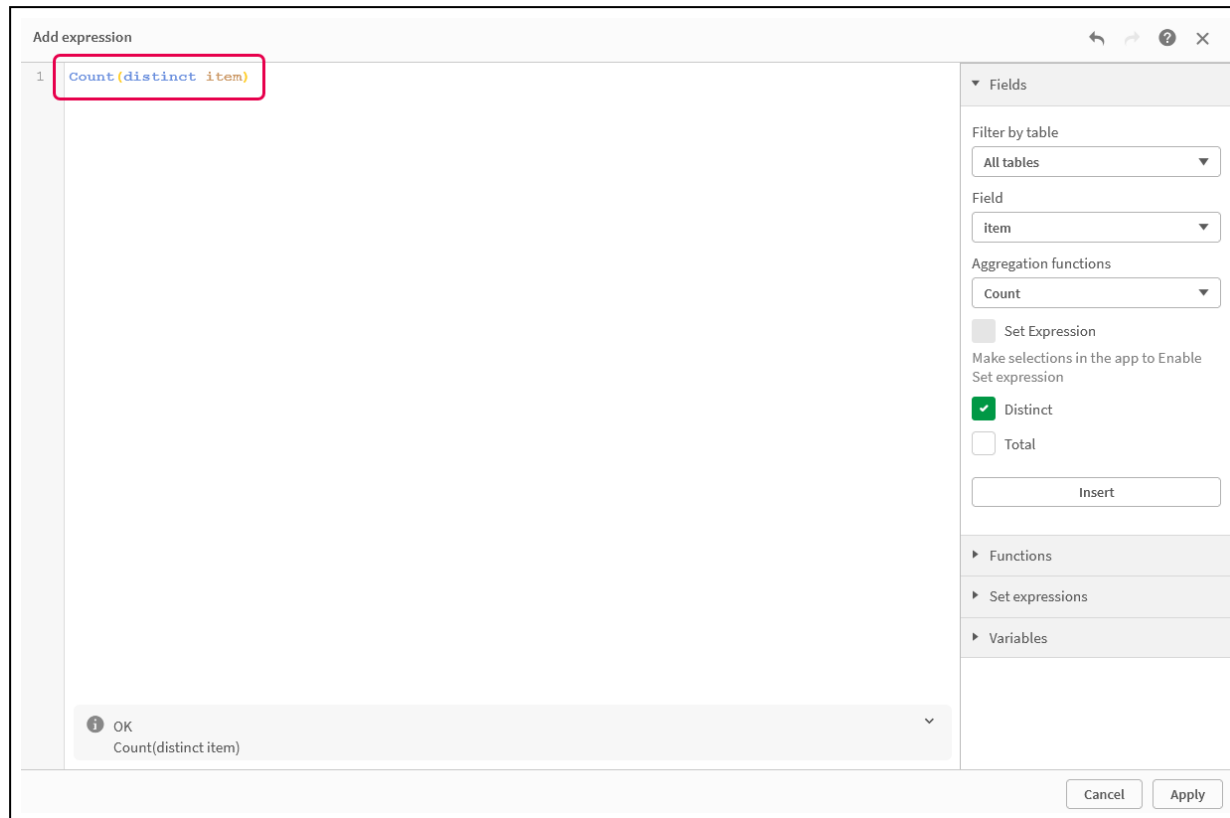 Add expression
1 Count(distinct item)
Fields
Filter by table
All tables
Field
item
Aggregation functions
Count
Set Expression
Make selections in the app to Enable
Set expression
Distinct
Total
Insert
Functions
Set expressions
Variables
OK
Count(distinct item)
Cancel Apply